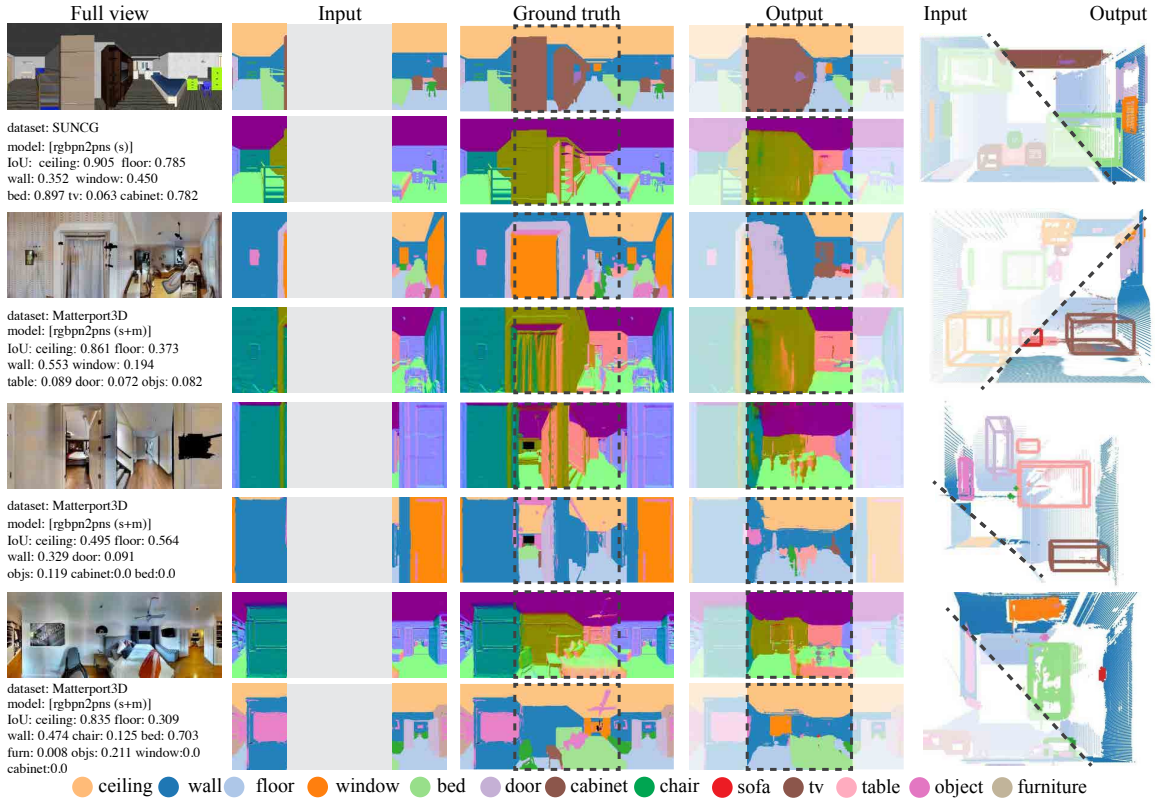 Full view Input Ground truth Output Input Output
dataset: SUNCG
model: [rgbpn2pns (s)]
IoU: ceiling: 0.905 floor: 0.785
wall: 0.352 window: 0.450
bed: 0.897 tv: 0.063 cabinet: 0.782
dataset: Matterport3D
model: [rgbpn2pns (s+m)]
IoU: ceiling: 0.861 floor: 0.373
wall: 0.553 window: 0.194
table: 0.089 door: 0.072 objs: 0.082
dataset: Matterport3D
model: [rgbpn2pns (s+m)]
IoU: ceiling: 0.495 floor: 0.564
wall: 0.329 door: 0.091
objs: 0.119 cabinet:0.0 bed:0.0
dataset: Matterport3D
model: [rgbpn2pns (s+m)]
IoU: ceiling: 0.835 floor: 0.309
wall: 0.474 chair: 0.125 bed: 0.703
furn: 0.008 objs: 0.211 window:0.0
cabinet:0.0
ceiling wall floor window bed door cabinet chair sofa tv table object furniture